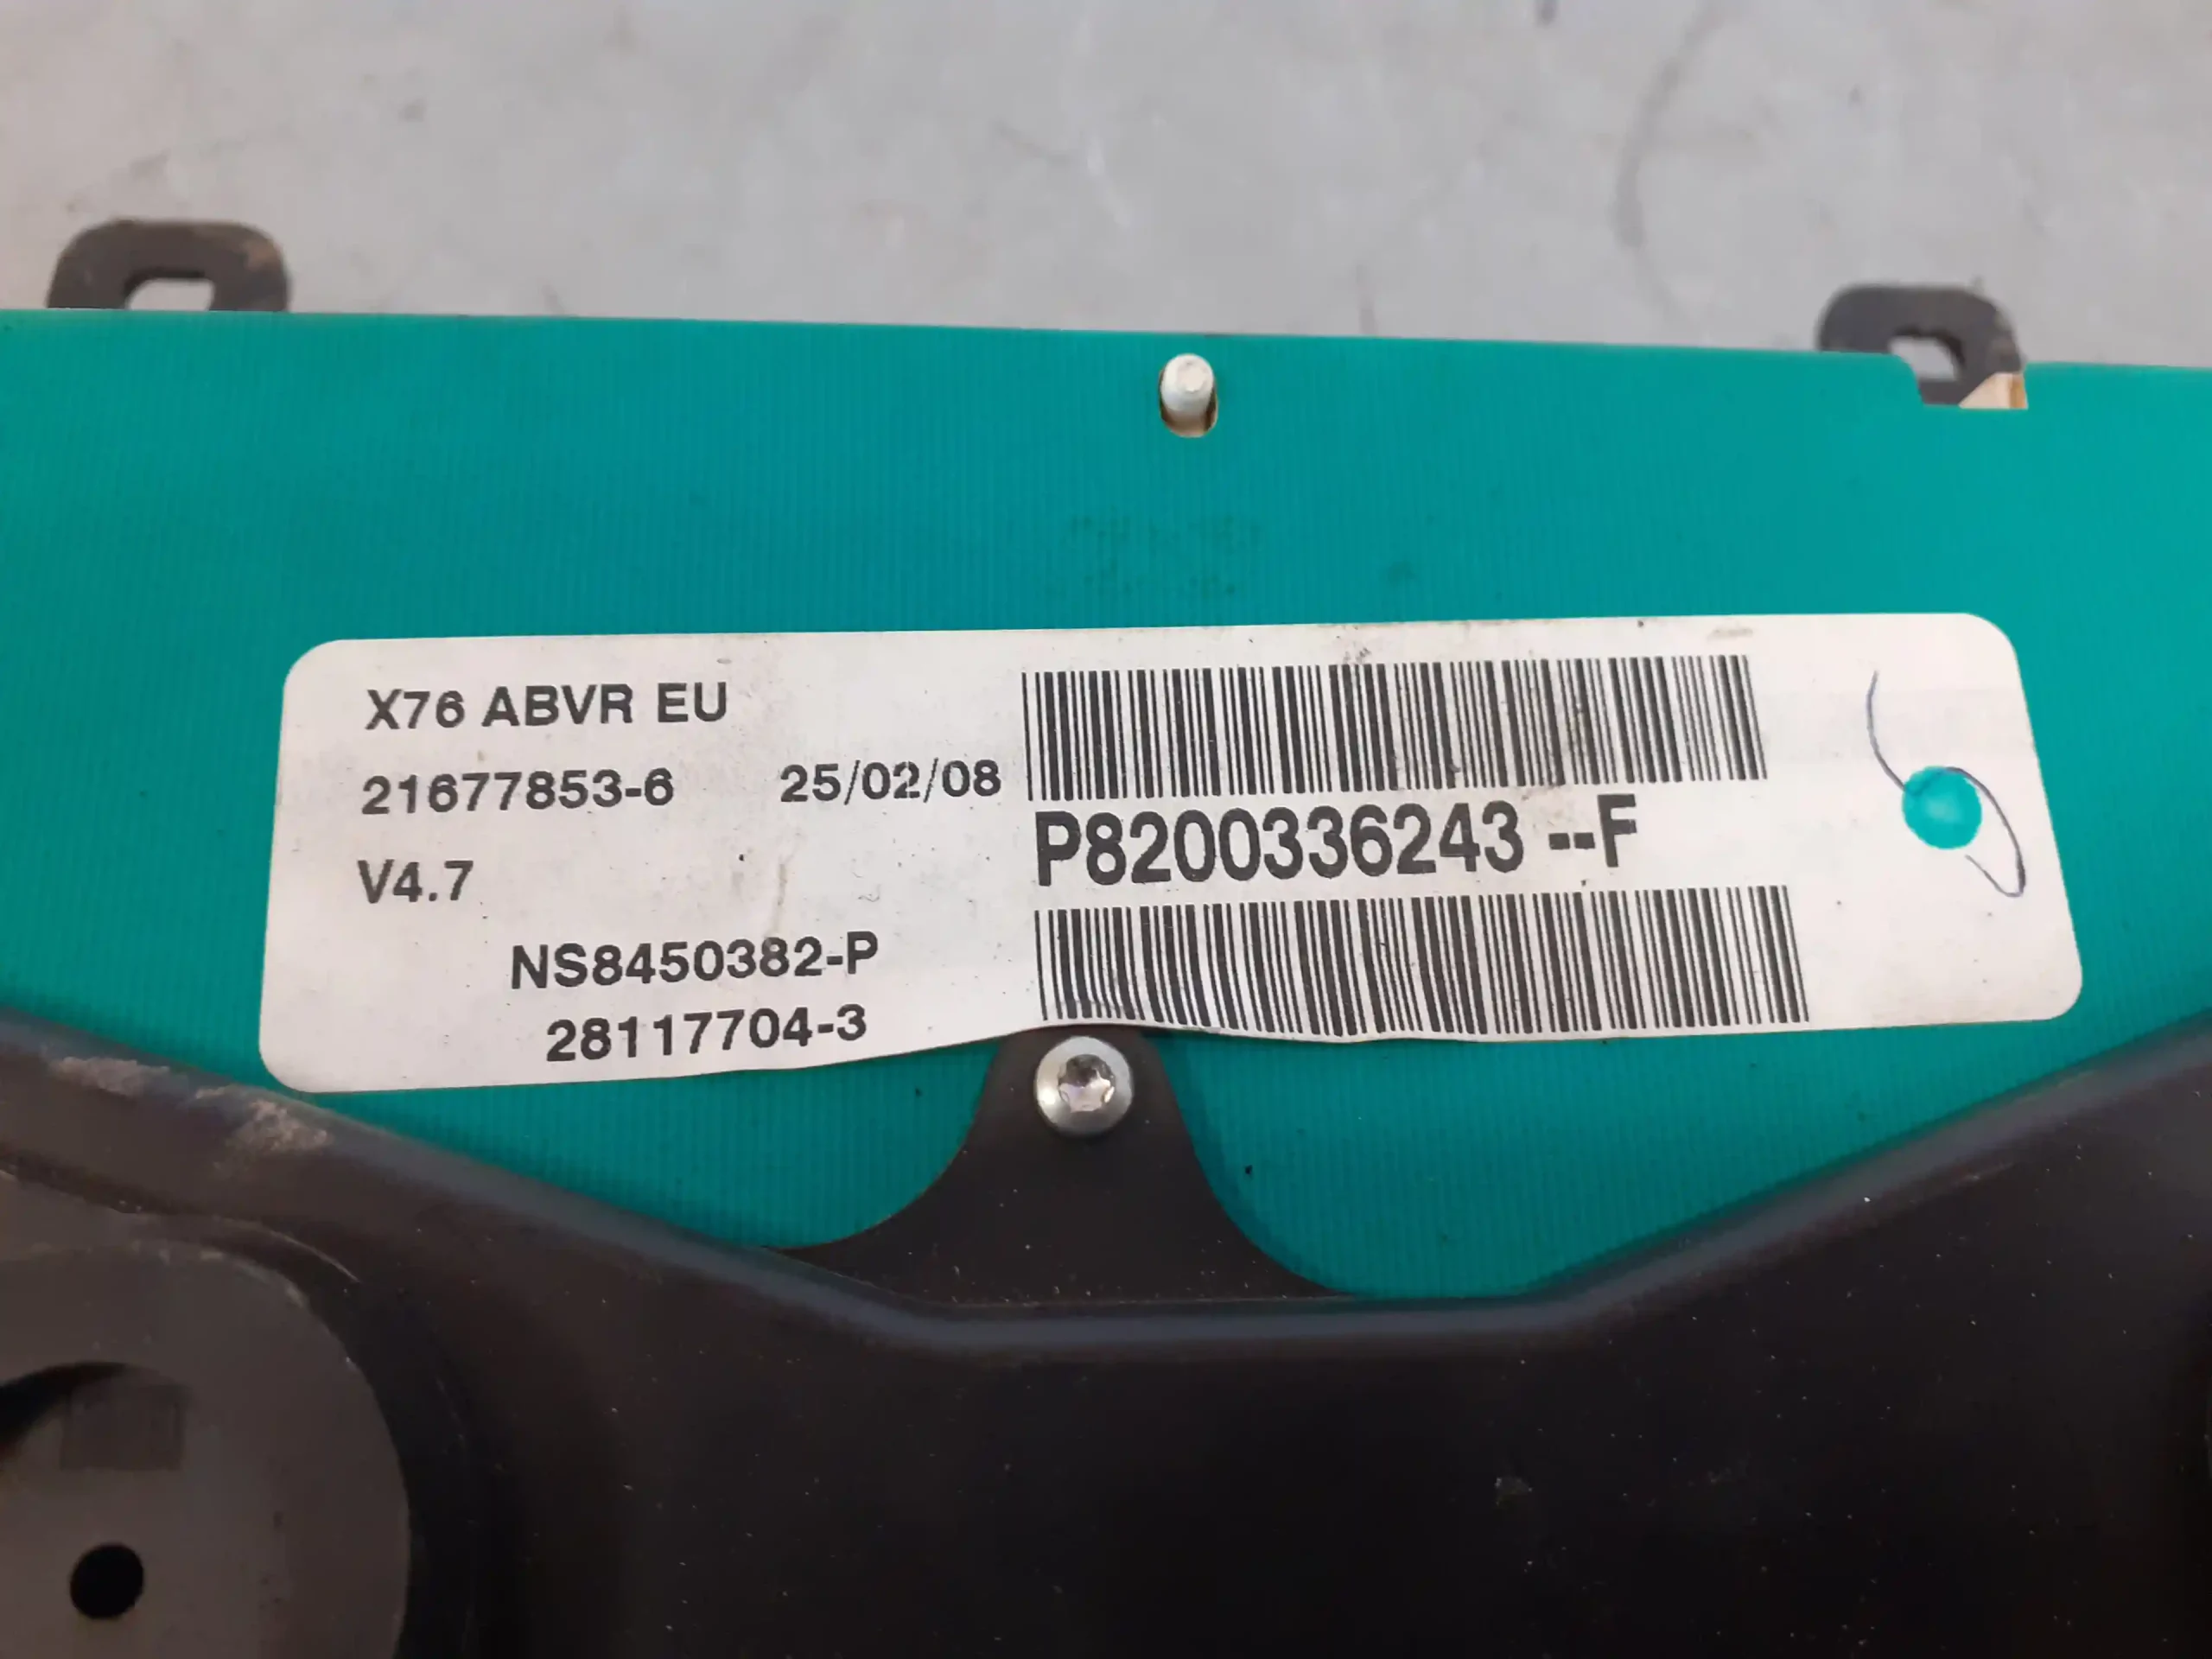 X76 ABVR EU
21677853-6 25/02/08
V4.7
NS8450382-P
28117704-3
P8200336243 --F